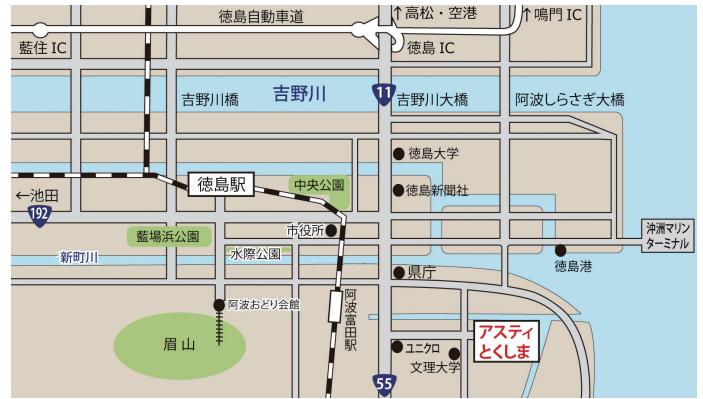 徳島自動車道
↑高松・空港
↑鳴門 IC
藍住 IC
徳島 IC
吉野川橋
吉野川
11
吉野川大橋
阿波しらさぎ大橋
徳島大学
徳島駅
中央公園
←池田
徳島新聞社
192
市役所
藍場浜公園
沖洲マリン
ターミナル
水際公園
新町川
徳島港
県庁
阿波おどり会館
阿波富田駅
アスティ
とくしま
眉山
ユニクロ
文理大学
55